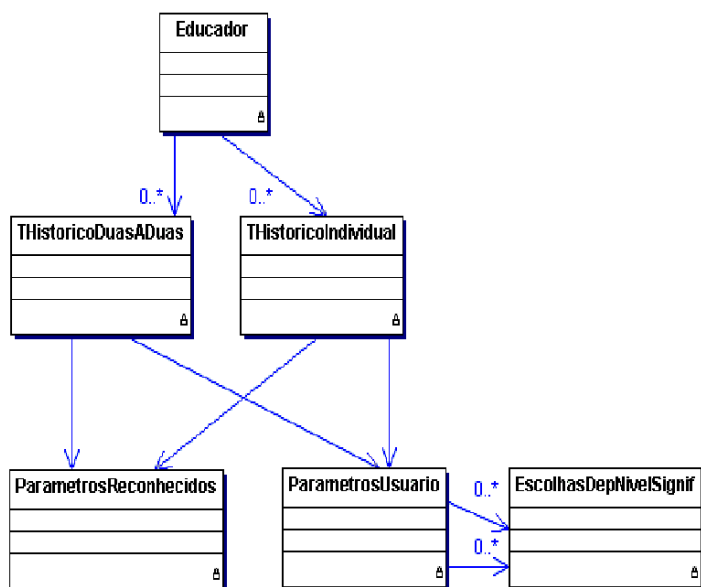 Educador
0..*
0..*
THistoricoDuasADuas
THistoricoIndividual
ParametrosReconhecidos
ParametrosUsuario
0..*
EscolhasDepNivelSignif
0..*